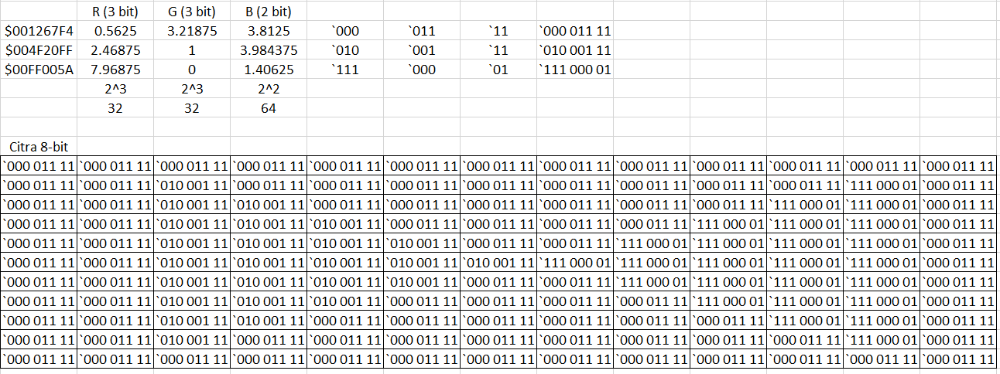 R (3 bit) G (3 bit) B (2 bit)
$001267F4 0.5625 3.21875 3.8125 `000 `011 `11 `000 011 11
$004F20FF 2.46875 1 3.984375 `010 `001 `11 `010 001 11
$00FF005A 7.96875 0 1.40625 `111 `000 `01 `111 000 01
2^3 2^3 2^2
32 32 64
Citra 8-bit
`000 011 11 `000 011 11 `000 011 11 `000 011 11 `000 011 11 `000 011 11 `000 011 11 `000 011 11 `000 011 11 `000 011 11 `000 011 11 `000 011 11 `000 011 11
`000 011 11 `000 011 11 `010 001 11 `000 011 11 `000 011 11 `000 011 11 `000 011 11 `000 011 11 `000 011 11 `000 011 11 `000 011 11 `111 000 01 `000 011 11
`000 011 11 `000 011 11 `010 001 11 `010 001 11 `000 011 11 `000 011 11 `000 011 11 `000 011 11 `000 011 11 `000 011 11 `111 000 01 `111 000 01 `000 011 11
`000 011 11 `000 011 11 `010 001 11 `010 001 11 `010 001 11 `000 011 11 `000 011 11 `000 011 11 `000 011 11 `111 000 01 `111 000 01 `111 000 01 `000 011 11
`000 011 11 `000 011 11 `010 001 11 `010 001 11 `010 001 11 `010 001 11 `000 011 11 `000 011 11 `111 000 01 `111 000 01 `111 000 01 `111 000 01 `000 011 11
`000 011 11 `000 011 11 `010 001 11 `010 001 11 `010 001 11 `010 001 11 `010 001 11 `111 000 01 `111 000 01 `111 000 01 `111 000 01 `111 000 01 `000 011 11
`000 011 11 `000 011 11 `010 001 11 `010 001 11 `010 001 11 `010 001 11 `000 011 11 `000 011 11 `111 000 01 `111 000 01 `111 000 01 `111 000 01 `000 011 11
`000 011 11 `000 011 11 `010 001 11 `010 001 11 `010 001 11 `000 011 11 `000 011 11 `000 011 11 `000 011 11 `111 000 01 `111 000 01 `111 000 01 `000 011 11
`000 011 11 `000 011 11 `010 001 11 `010 001 11 `000 011 11 `000 011 11 `000 011 11 `000 011 11 `000 011 11 `000 011 11 `111 000 01 `111 000 01 `000 011 11
`000 011 11 `000 011 11 `010 001 11 `000 011 11 `000 011 11 `000 011 11 `000 011 11 `000 011 11 `000 011 11 `000 011 11 `000 011 11 `111 000 01 `000 011 11
`000 011 11 `000 011 11 `000 011 11 `000 011 11 `000 011 11 `000 011 11 `000 011 11 `000 011 11 `000 011 11 `000 011 11 `000 011 11 `000 011 11 `000 011 11